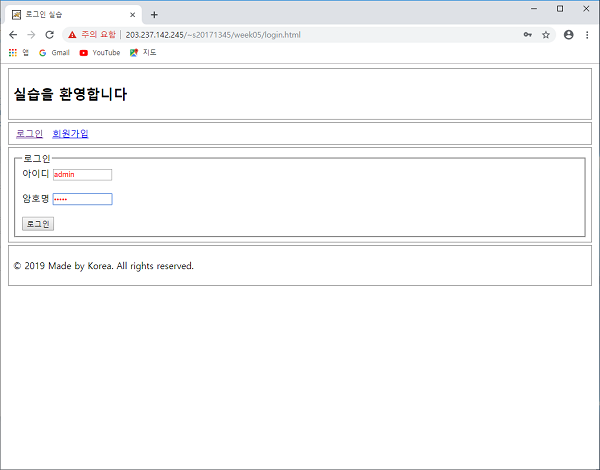 로그인 실습
주의 요함 203.237.142.245/~s20171345/week05/login.html
앱 Gmail YouTube 지도
실습을 환영합니다
로그인 회원가입
로그인
아이디 admin
암호명 •••••
로그인
© 2019 Made by Korea. All rights reserved.